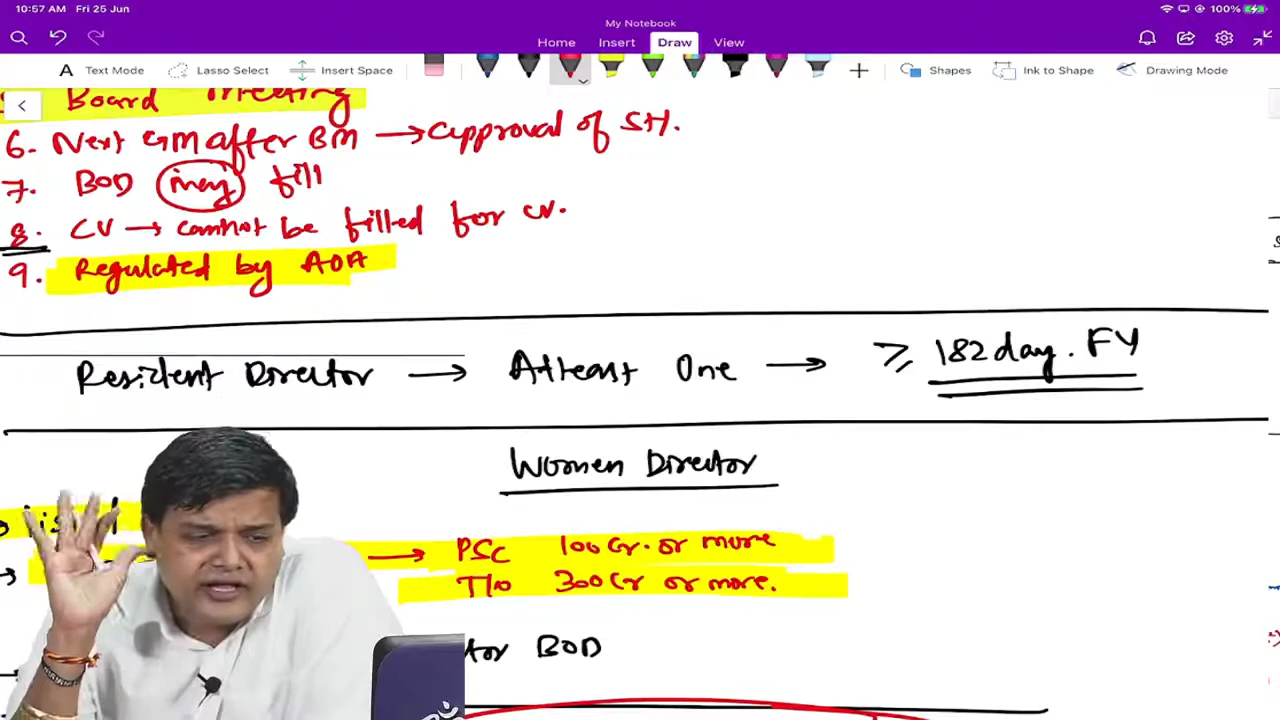 10:57 AM Fri 25 Jun
100%
My Notebook
Home Insert Draw View
Text Mode Lasso Select Insert Space Shapes Ink to Shape Drawing Mode
Board Meeting
6. Next GM after BM → approval of SH.
7. BOD may fill
8. CV → cannot be filled for cv.
9. Regulated by AOA
Resident Director → Atleast One → ≥ 182 day. FY
Women Director
→ PSC 100 Cr. or more
T/o 300 Cr or more.
BOD